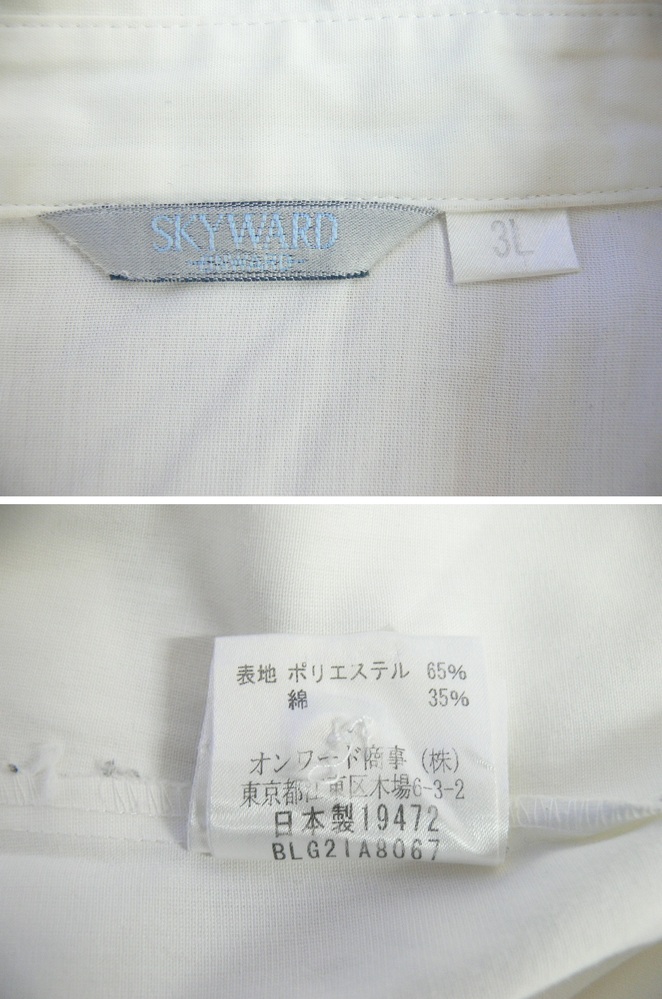 SKYWARD
3L
表地 ポリエステル 65%
綿 35%
オンワード商事(株)
東京都江東区木場6-3-2
日本製19472
BLG21A8067